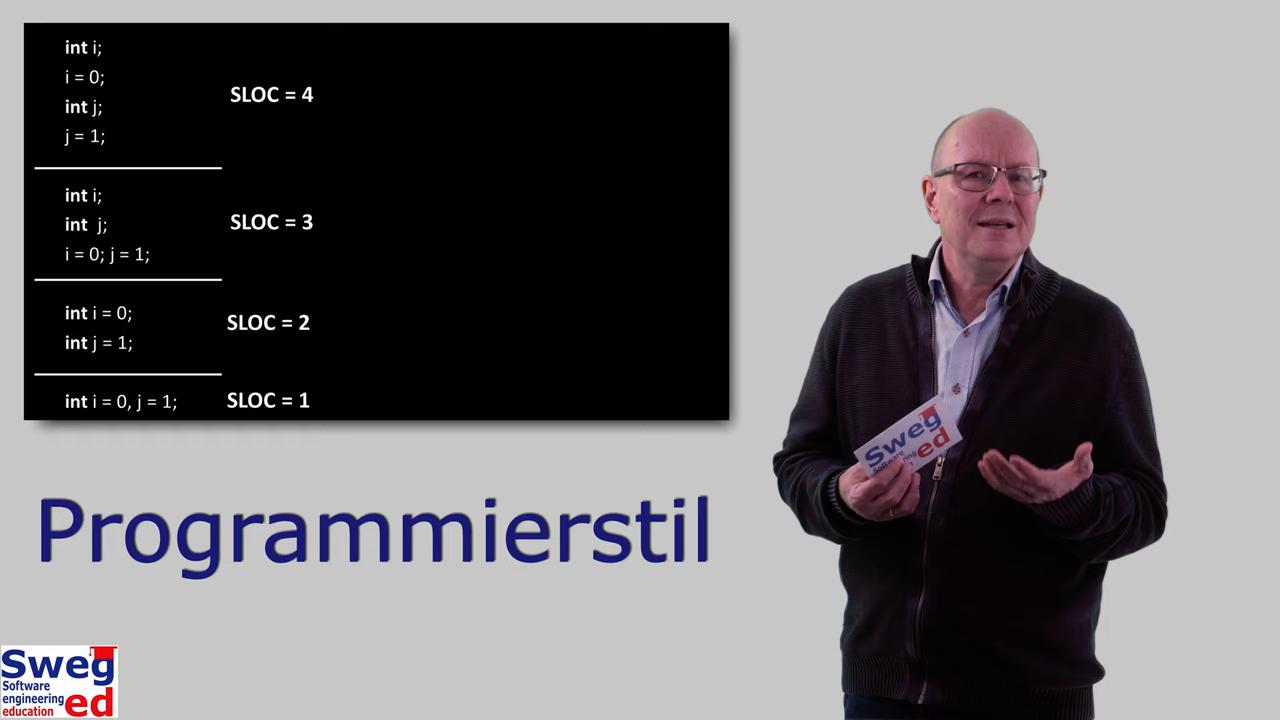 int i;
i = 0;
int j;
j = 1;
SLOC = 4
int i;
int j;
i = 0; j = 1;
SLOC = 3
int i = 0;
int j = 1;
SLOC = 2
int i = 0, j = 1;
SLOC = 1
Programmierstil
Sweg
Software
ed
Sweg
Software
engineering
education
ed